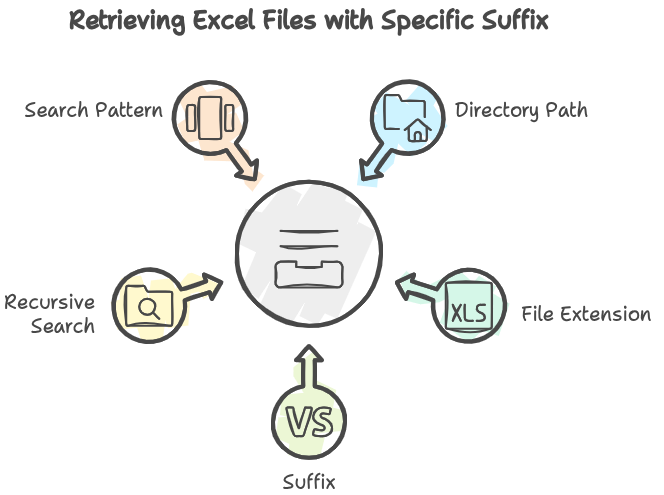 Retrieving Excel Files with Specific Suffix
Search Pattern
Directory Path
Recursive
Search
XLS
File Extension
VS
Suffix